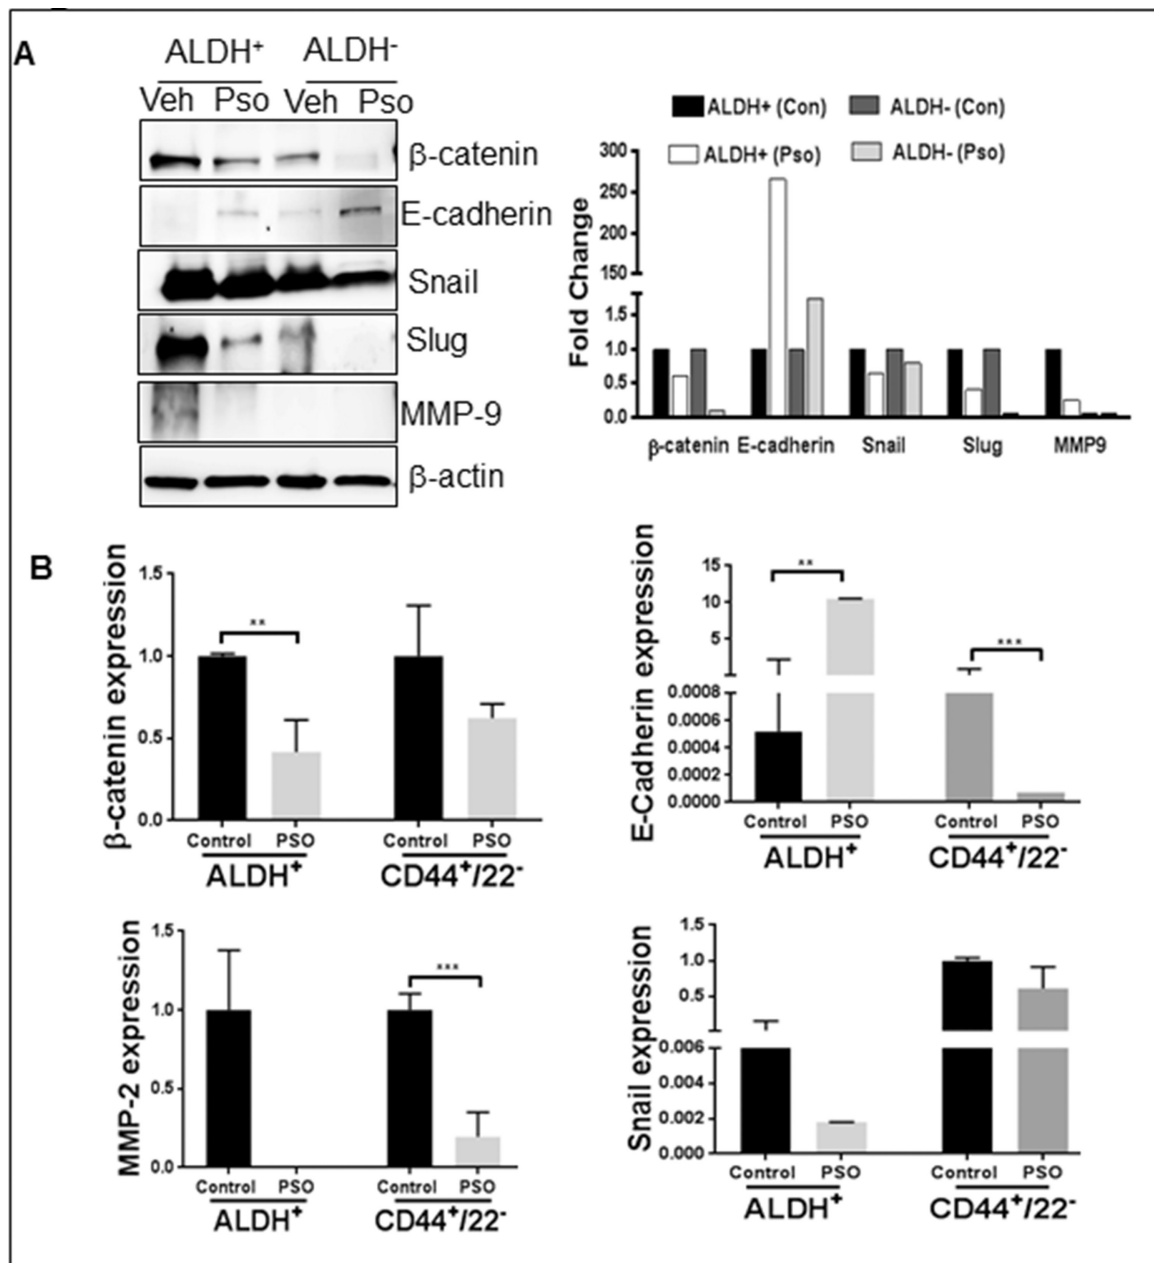 A
ALDH⁺ ALDH⁻
Veh Pso Veh Pso
β-catenin
E-cadherin
Snail
Slug
MMP-9
β-actin
ALDH+ (Con) ALDH- (Con)
ALDH+ (Pso) ALDH- (Pso)
Fold Change
300
250
200
150
1.5
1.0
0.5
0.0
β-catenin E-cadherin Snail Slug MMP9
B
β-catenin expression
1.5
1.0
0.5
0.0
**
Control PSO Control PSO
ALDH⁺ CD44⁺/22⁻
E-Cadherin expression
15
10
5
0.0008
0.0006
0.0004
0.0002
0.0000
**
***
Control PSO Control PSO
ALDH⁺ CD44⁺/22⁻
MMP-2 expression
1.5
1.0
0.5
0.0
***
Control PSO Control PSO
ALDH⁺ CD44⁺/22⁻
Snail expression
1.5
1.0
0.5
0.006
0.004
0.002
0.000
Control PSO Control PSO
ALDH⁺ CD44⁺/22⁻